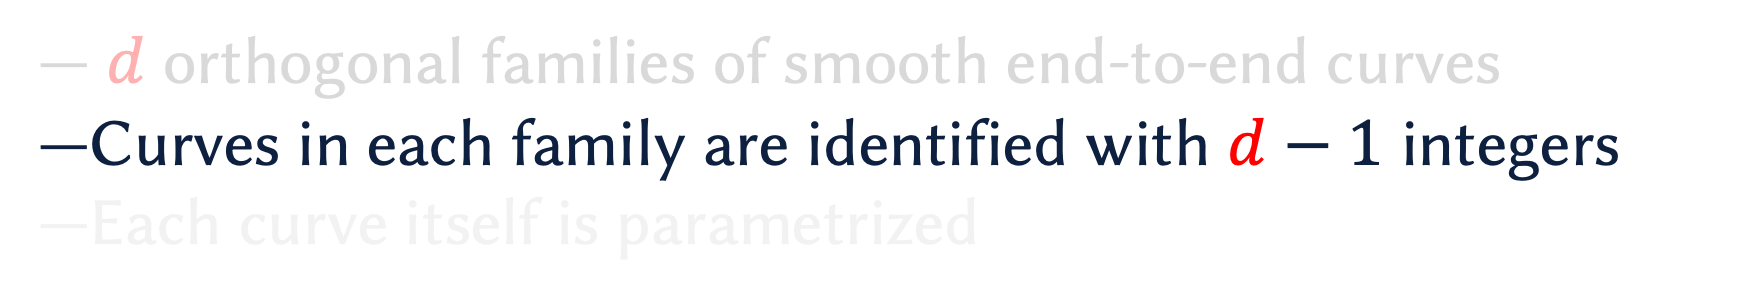 — d orthogonal families of smooth end-to-end curves
—Curves in each family are identified with d − 1 integers
—Each curve itself is parametrized